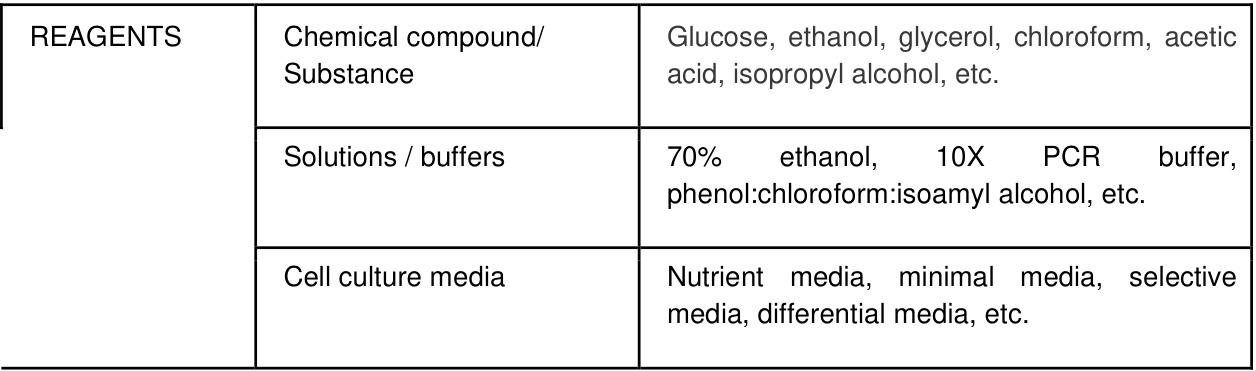 REAGENTS
Chemical compound/
Substance
Glucose, ethanol, glycerol, chloroform, acetic
acid, isopropyl alcohol, etc.
Solutions / buffers
70% ethanol, 10X PCR buffer,
phenol:chloroform:isoamyl alcohol, etc.
Cell culture media
Nutrient media, minimal media, selective
media, differential media, etc.